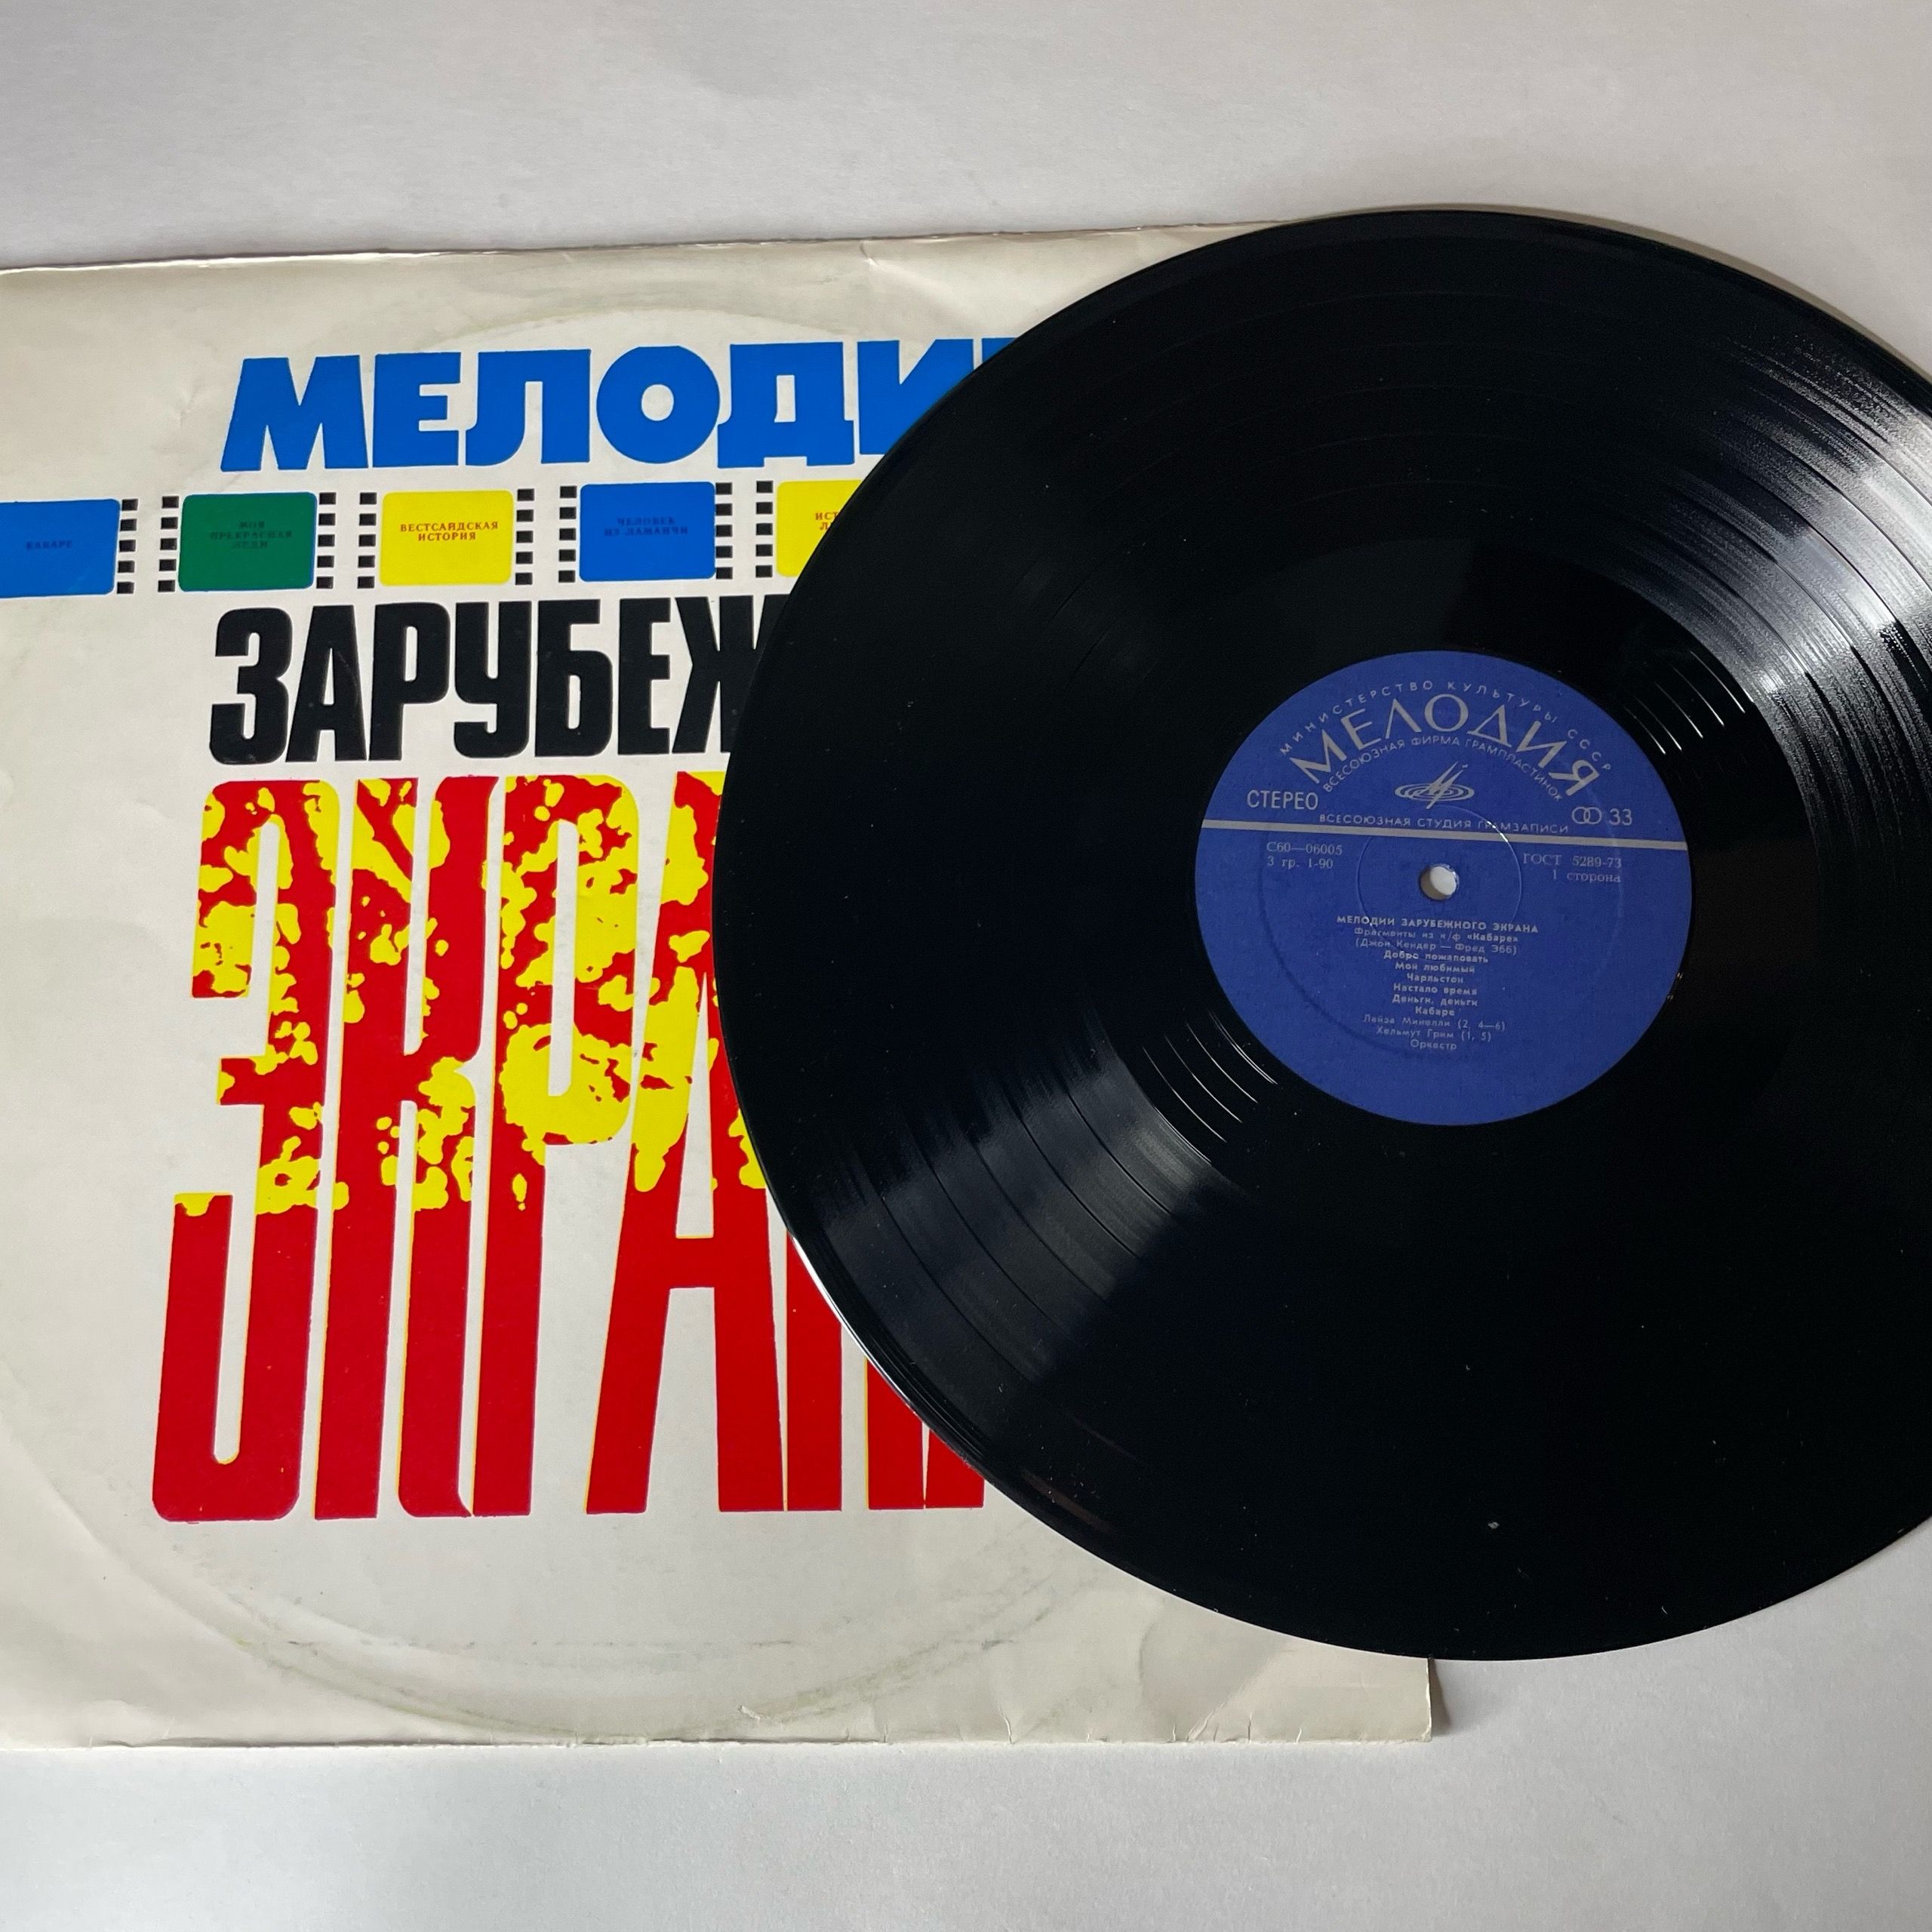 МЕЛОДИ
КАБАРЕ
МОЯ
ПРЕКРАСНАЯ
ЛЕДИ
ВЕСТСАЙДСКАЯ
ИСТОРИЯ
ЧЕЛОВЕК
ИЗ ЛАМАНЧИ
ИСТ
Л
ЗАРУБЕЖ
ЭКРАН
МИНИСТЕРСТВО КУЛЬТУРЫ СССР
МЕЛОДИЯ
ВСЕСОЮЗНАЯ ФИРМА ГРАМПЛАСТИНОК
СТЕРЕО
33
ВСЕСОЮЗНАЯ СТУДИЯ ГРАМЗАПИСИ
С60—06005
3 гр. 1-90
ГОСТ 5289-73
1 сторона
МЕЛОДИИ ЗАРУБЕЖНОГО ЭКРАНА
Фрагменты из к/ф «Кабаре»
(Джон Кендер — Фред Эбб)
Добро пожаловать
Мой любимый
Чарльстон
Настало время
Деньги, деньги
Кабаре
Лайза Минелли (2, 4—6)
Хельмут Грим (1, 5)
Оркестр